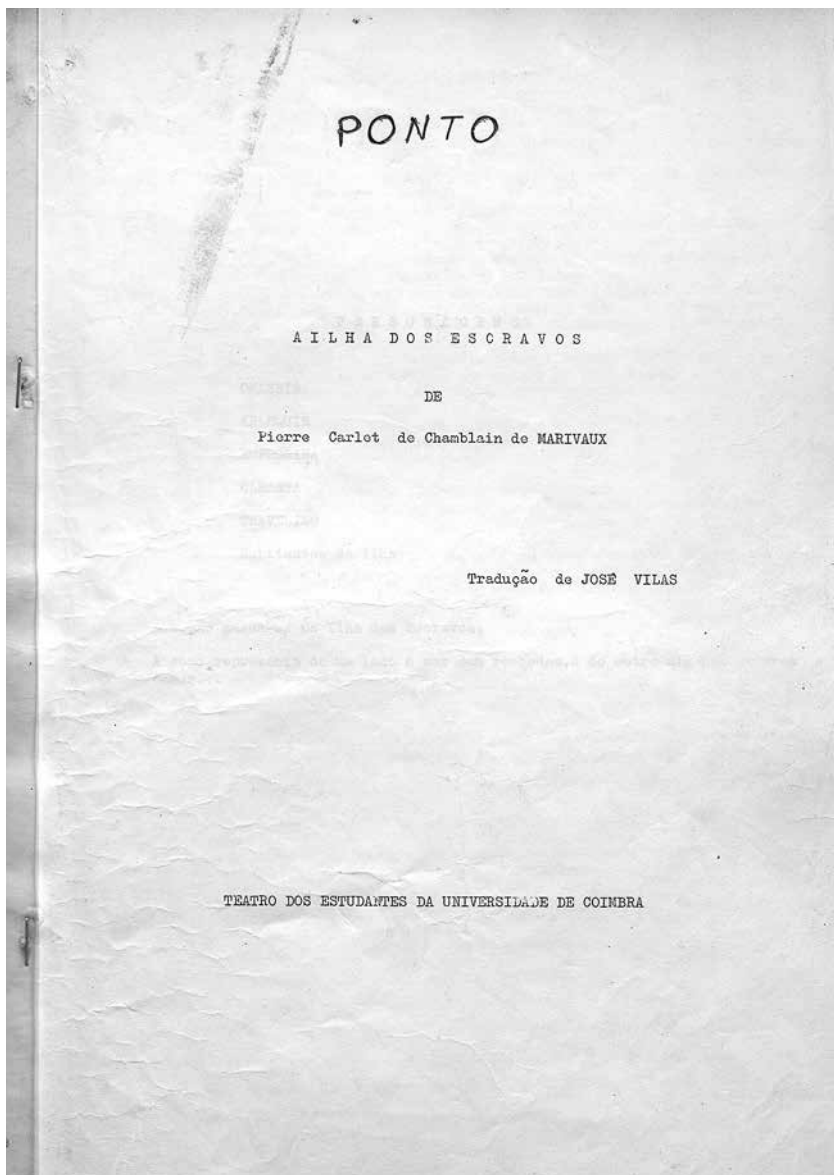 PONTO
A ILHA DOS ESCRAVOS
DE
Pierre Carlet de Chamblain de MARIVAUX
Tradução de JOSÉ VILAS
TEATRO DOS ESTUDANTES DA UNIVERSIDADE DE COIMBRA